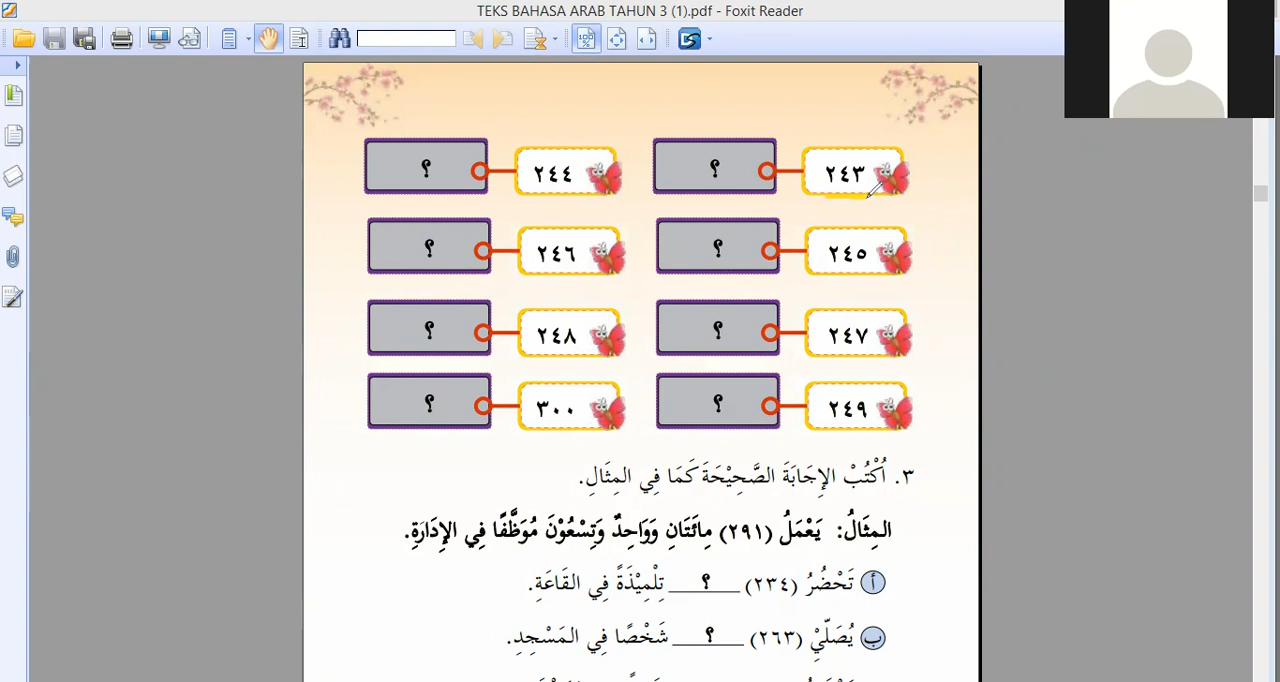 TEKS BAHASA ARAB TAHUN 3 (1).pdf - Foxit Reader
٢٤٣ ؟ ٢٤٤ ؟
٢٤٥ ؟ ٢٤٦ ؟
٢٤٧ ؟ ٢٤٨ ؟
٢٤٩ ؟ ٣٠٠ ؟
٣. اُكْتُبْ الإِجَابَةَ الصَّحِيْحَةَ كَمَا فِي المِثَالِ.
المِثَالُ: يَعْمَلُ (٢٩١) مِائَتَانِ وَوَاحِدٌ وَتِسْعُوْنَ مُوَظَّفًا فِي الإِدَارَةِ.
أ تَحْضُرُ (٢٣٤) ____؟____ تِلْمِيْذَةً فِي القَاعَةِ.
ب يُصَلِّيْ (٢٦٣) ____؟____ شَخْصًا فِي المَسْجِدِ.